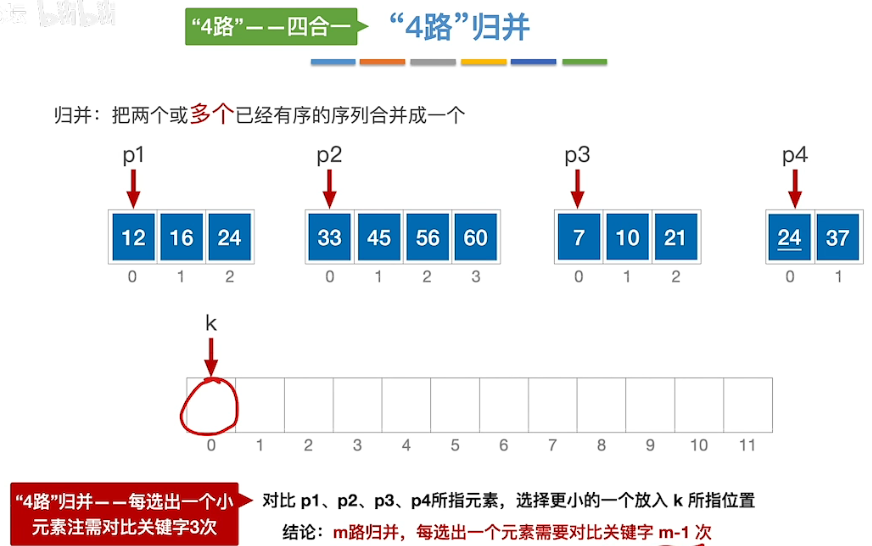 “4路”——四合一
“4路”归并
归并：把两个或多个已经有序的序列合并成一个
p1 p2 p3 p4
12 16 24 33 45 56 60 7 10 21 24 37
0 1 2 0 1 2 3 0 1 2 0 1
k
0 1 2 3 4 5 6 7 8 9 10 11
“4路”归并——每选出一个小
元素注需对比关键字3次
对比 p1、p2、p3、p4所指元素，选择更小的一个放入 k 所指位置
结论：m路归并，每选出一个元素需要对比关键字 m-1 次